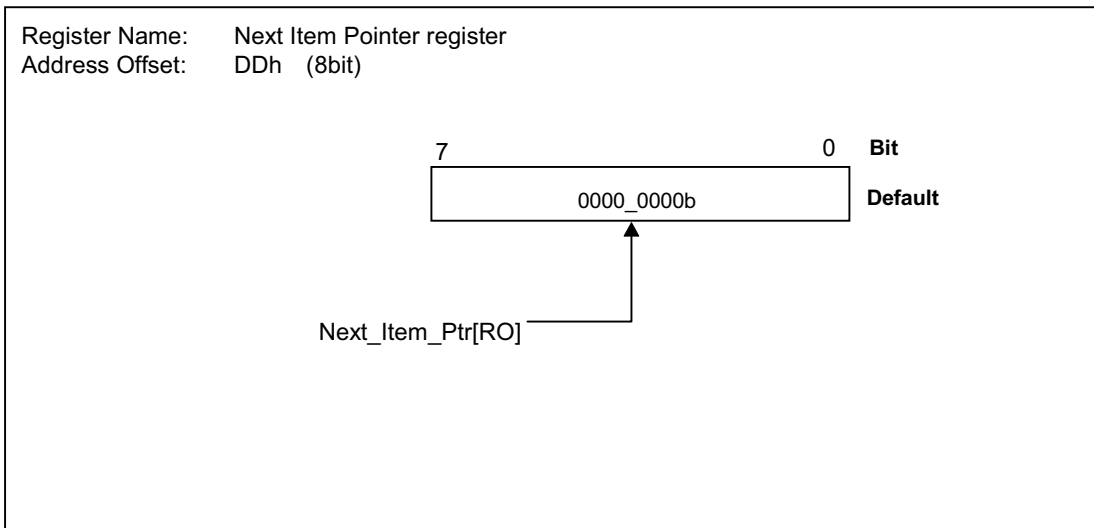 Register Name: Next Item Pointer register
Address Offset: DDh (8bit)
7 0 Bit
0000_0000b Default
Next_Item_Ptr[RO]